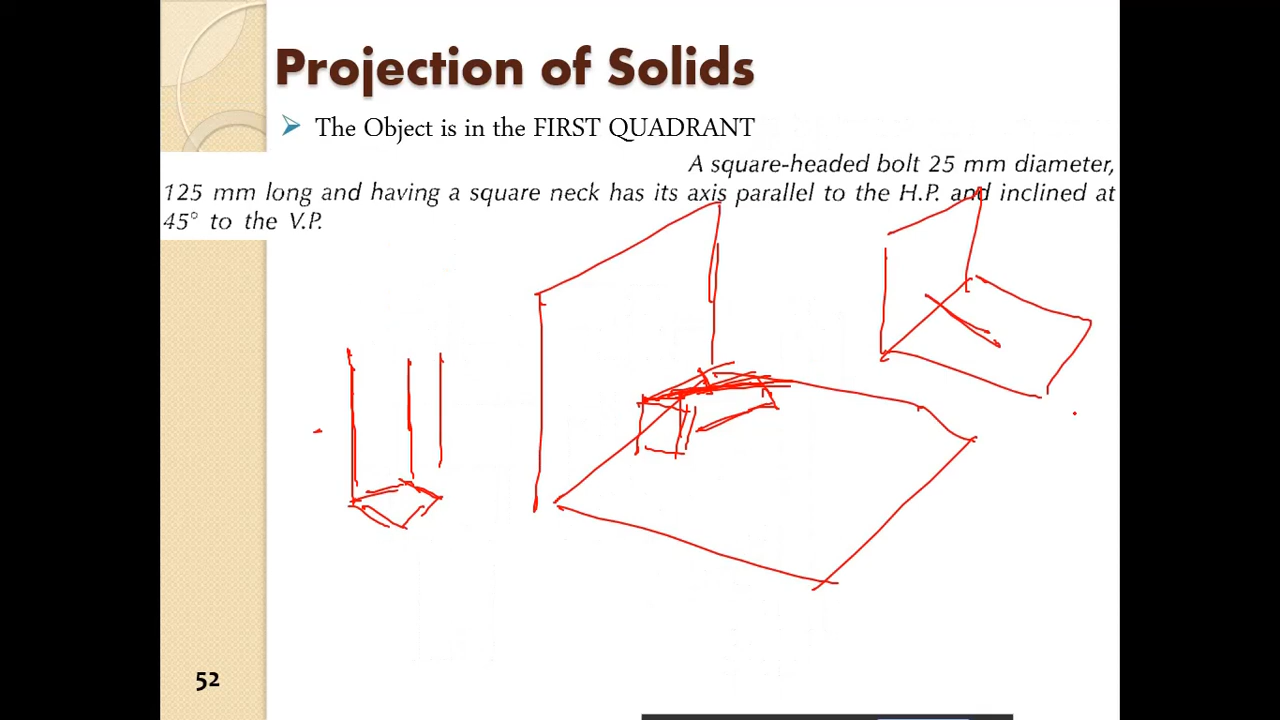 Projection of Solids
The Object is in the FIRST QUADRANT
A square-headed bolt 25 mm diameter,
125 mm long and having a square neck has its axis parallel to the H.P. and inclined at
45° to the V.P.
52